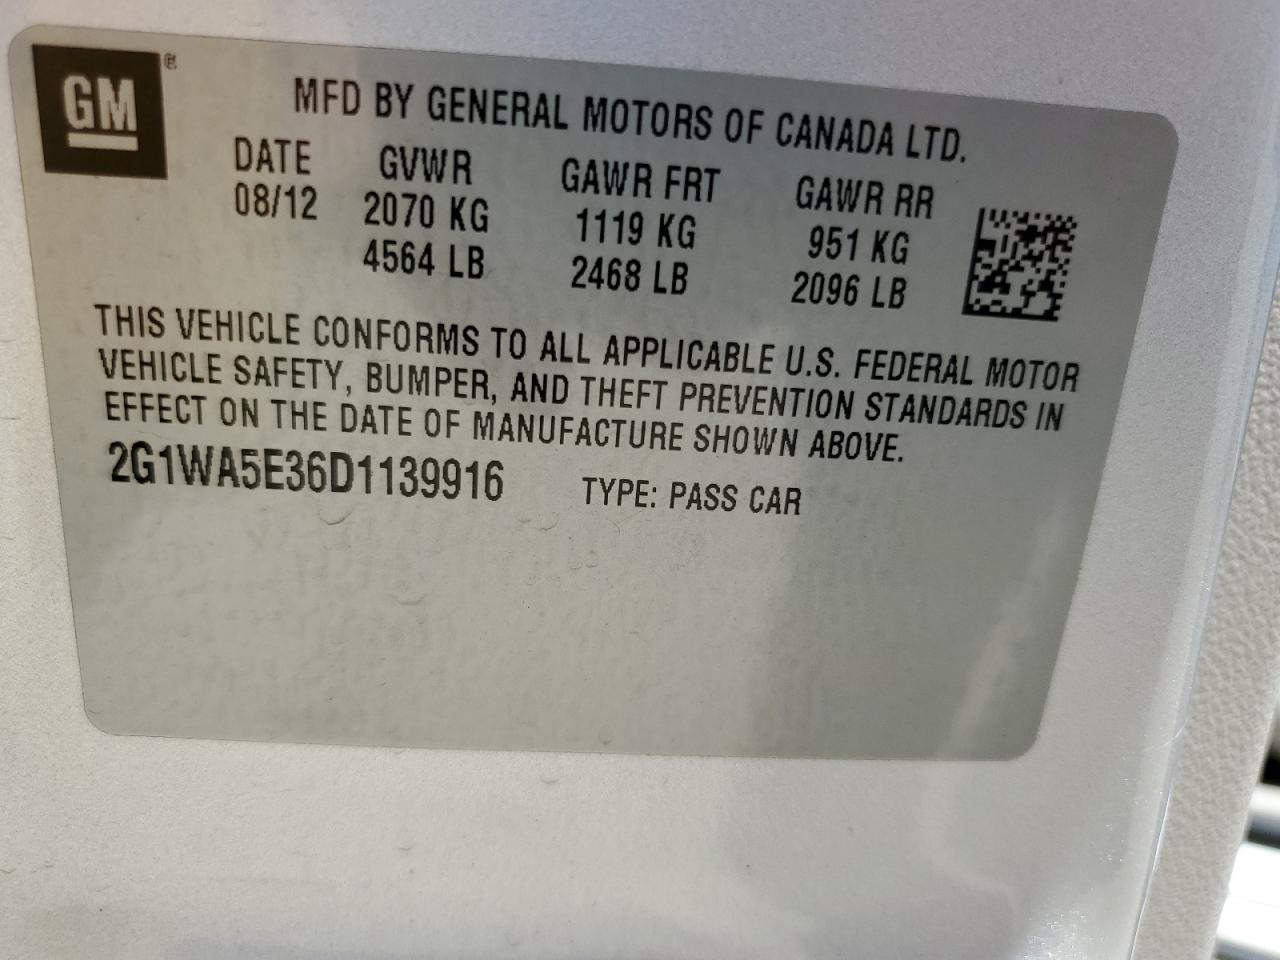 GM®
MFD BY GENERAL MOTORS OF CANADA LTD.
DATE GVWR GAWR FRT GAWR RR
08/12 2070 KG 1119 KG 951 KG
4564 LB 2468 LB 2096 LB
THIS VEHICLE CONFORMS TO ALL APPLICABLE U.S. FEDERAL MOTOR
VEHICLE SAFETY, BUMPER, AND THEFT PREVENTION STANDARDS IN
EFFECT ON THE DATE OF MANUFACTURE SHOWN ABOVE.
2G1WA5E36D1139916 TYPE: PASS CAR